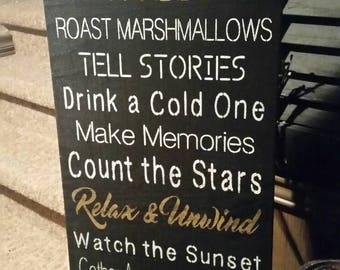 ROAST MARSHMALLOWS
TELL STORIES
Drink a Cold One
Make Memories
Count the Stars
Relax & Unwind
Watch the Sunset